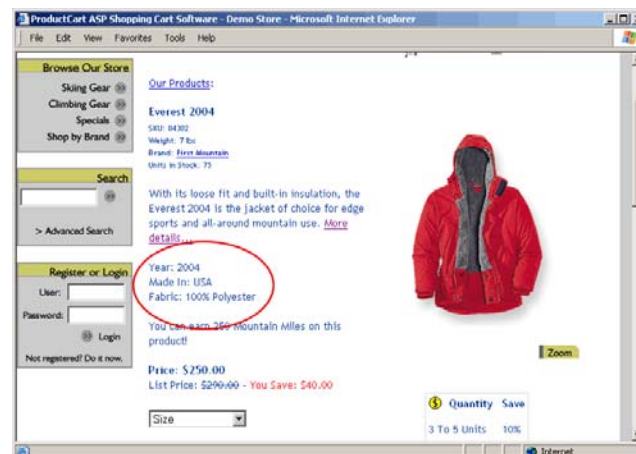 ProductCart ASP Shopping Cart Software - Demo Store - Microsoft Internet Explorer
File Edit View Favorites Tools Help
Browse Our Store
Skiing Gear
Climbing Gear
Specials
Shop by Brand
Search
> Advanced Search
Register or Login
User:
Password:
Login
Not registered? Do it now.
Our Products:
Everest 2004
SKU: 04302
Weight: 7 lbs
Brand: First Mountain
Units in Stock: 75
With its loose fit and built-in insulation, the
Everest 2004 is the jacket of choice for edge
sports and all-around mountain use. More
details...
Year: 2004
Made In: USA
Fabric: 100% Polyester
You can earn 250 Mountain Miles on this
product!
Price: $250.00
List Price: $290.00 - You Save: $40.00
Size
Zoom
Quantity Save
3 To 5 Units 10%
Internet